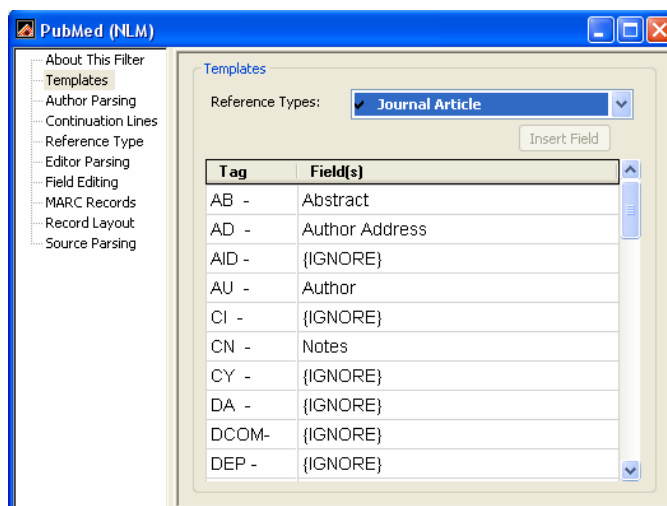 PubMed (NLM)
About This Filter
Templates
Author Parsing
Continuation Lines
Reference Type
Editor Parsing
Field Editing
MARC Records
Record Layout
Source Parsing
Templates
Reference Types: Journal Article
Insert Field
Tag Field(s)
AB - Abstract
AD - Author Address
AID - {IGNORE}
AU - Author
CI - {IGNORE}
CN - Notes
CY - {IGNORE}
DA - {IGNORE}
DCOM- {IGNORE}
DEP - {IGNORE}